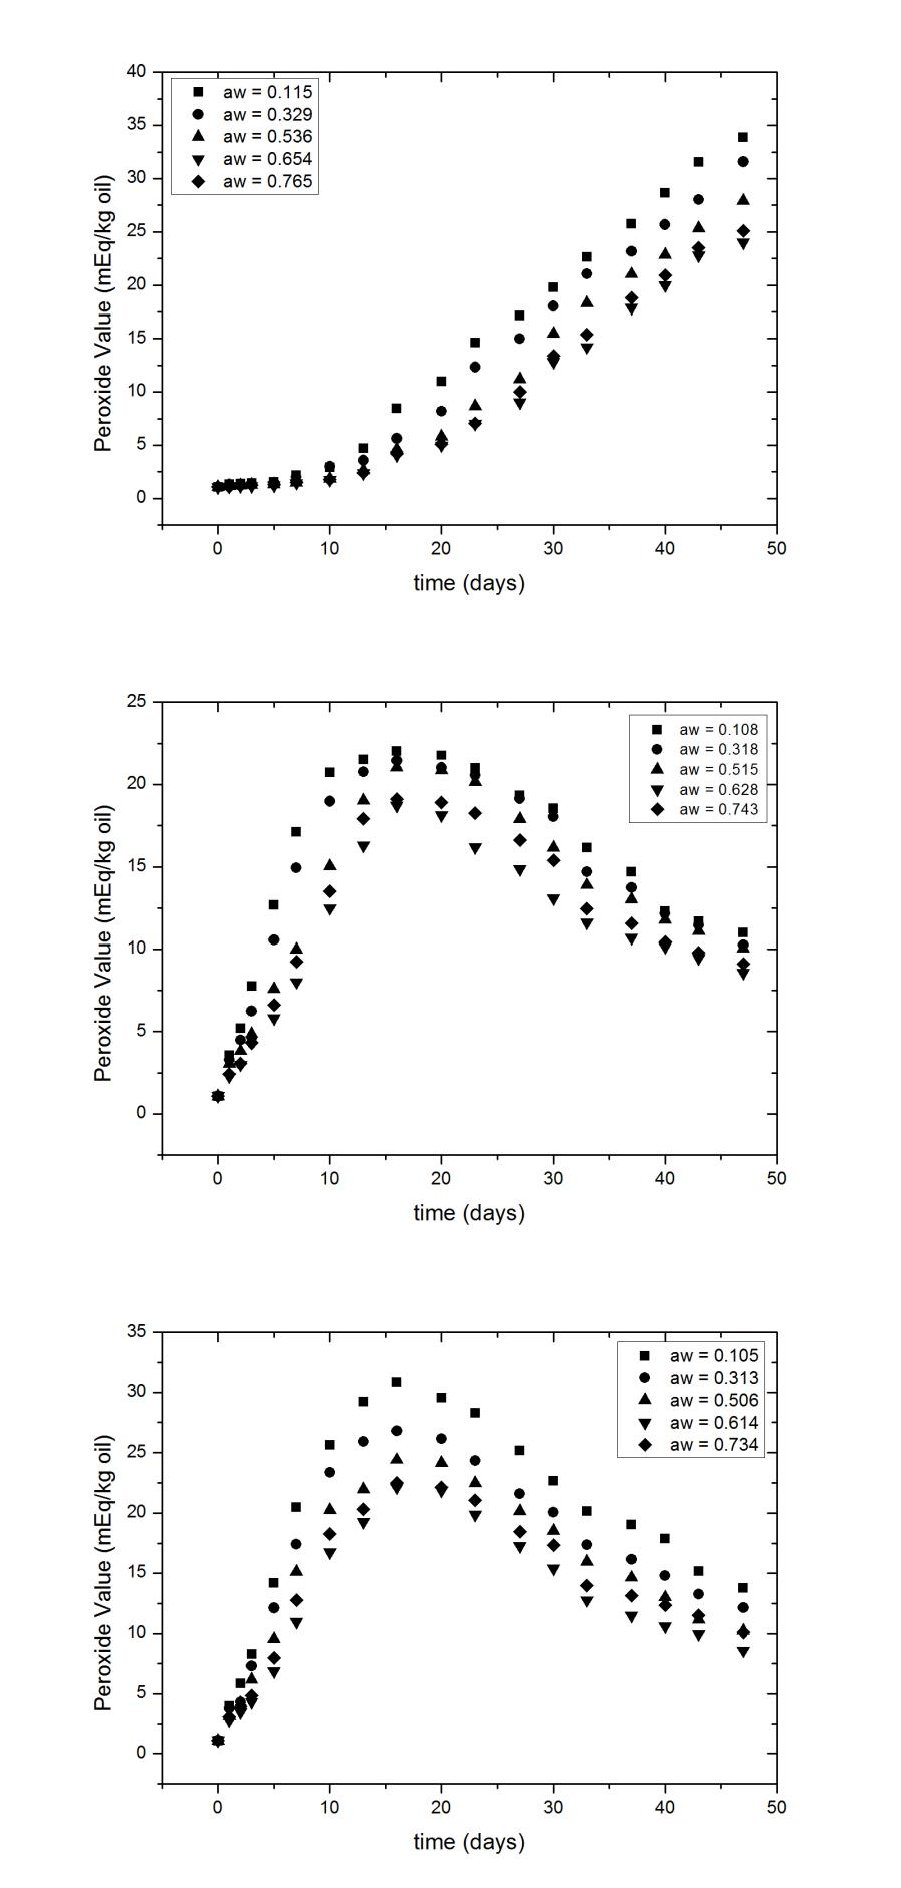 40
35
30
25
20
15
10
5
0
Peroxide Value (mEq/kg oil)
aw = 0.115
aw = 0.329
aw = 0.536
aw = 0.654
aw = 0.765
0 10 20 30 40 50
time (days)
25
20
15
10
5
0
Peroxide Value (mEq/kg oil)
aw = 0.108
aw = 0.318
aw = 0.515
aw = 0.628
aw = 0.743
0 10 20 30 40 50
time (days)
35
30
25
20
15
10
5
0
Peroxide Value (mEq/kg oil)
aw = 0.105
aw = 0.313
aw = 0.506
aw = 0.614
aw = 0.734
0 10 20 30 40 50
time (days)